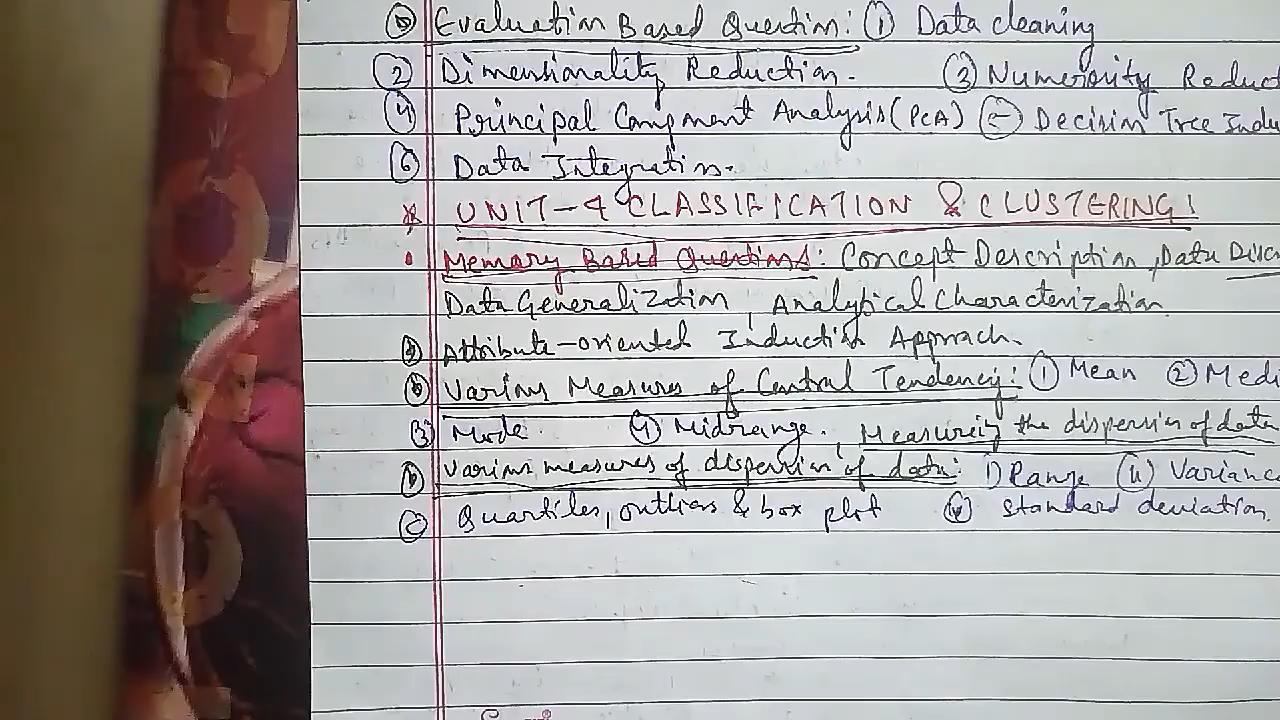 Evaluation Based Question: ① Data cleaning
② Dimensionality Reduction. ③ Numerosity Reduc
④ Principal Component Analysis (PCA) Decision Tree Indu
⑥ Data Integration.
* UNIT-4 CLASSIFICATION & CLUSTERING:
• Memory Based Questions: Concept Description, Data Disc
Data Generalization, Analytical Characterization
Attribute-oriented Induction Approach.
Various Measures of Central Tendency: ① Mean ② Medi
③ Mode. ④ Midrange. Measuring the dispersion of data
Various measures of dispersion of data: i) Range (ii) Variance
Quartiles, outliers & box plot (iv) standard deviation.